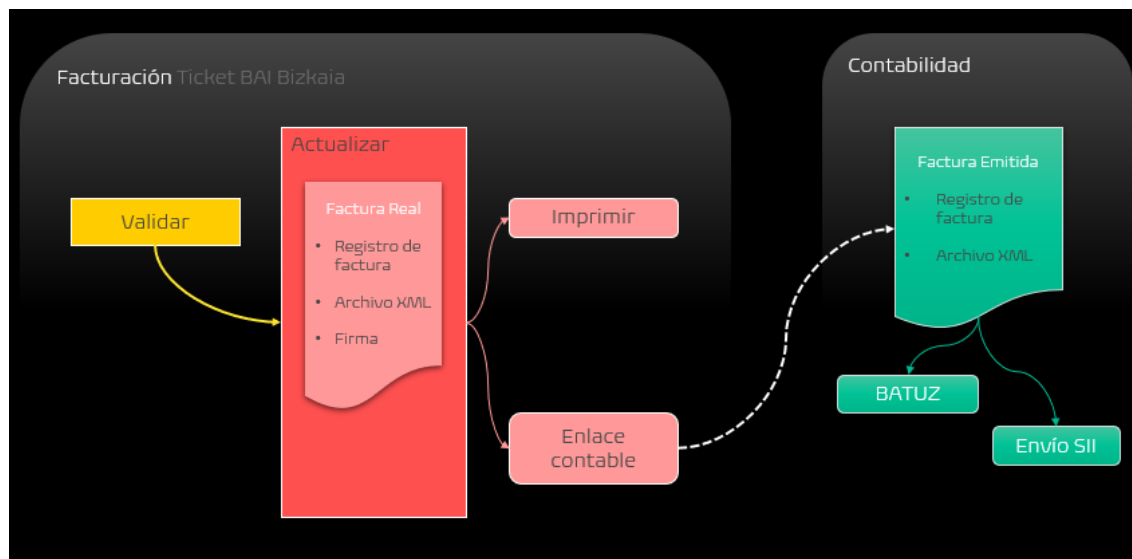 Facturación Ticket BAI Bizkaia
Contabilidad
Actualizar
Factura Real
• Registro de
factura
• Archivo XML
• Firma
Validar
Imprimir
Enlace
contable
Factura Emitida
• Registro de
factura
• Archivo XML
BATUZ
Envío SII